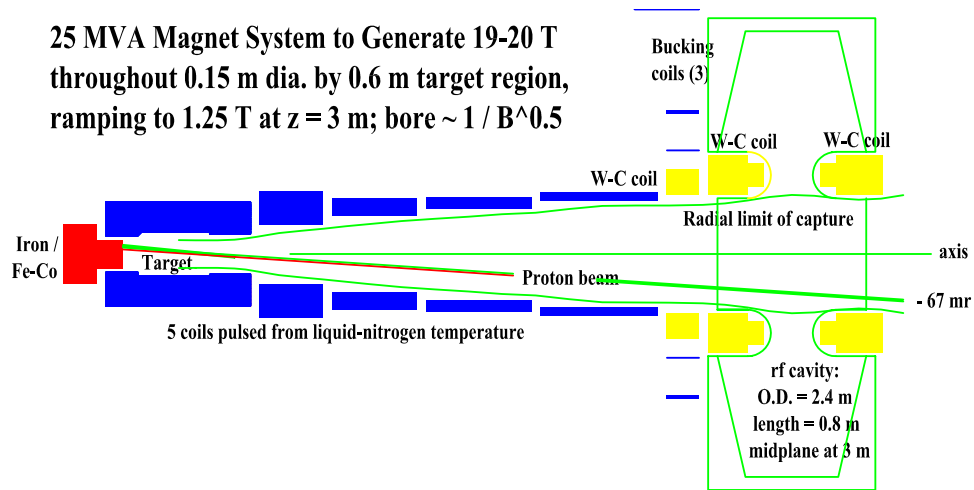 25 MVA Magnet System to Generate 19-20 T
throughout 0.15 m dia. by 0.6 m target region,
ramping to 1.25 T at z = 3 m; bore ~ 1 / B^0.5
Bucking
coils (3)
W-C coil
W-C coil
W-C coil
Radial limit of capture
Iron /
Fe-Co
Target
axis
Proton beam
- 67 mr
5 coils pulsed from liquid-nitrogen temperature
rf cavity:
O.D. = 2.4 m
length = 0.8 m
midplane at 3 m